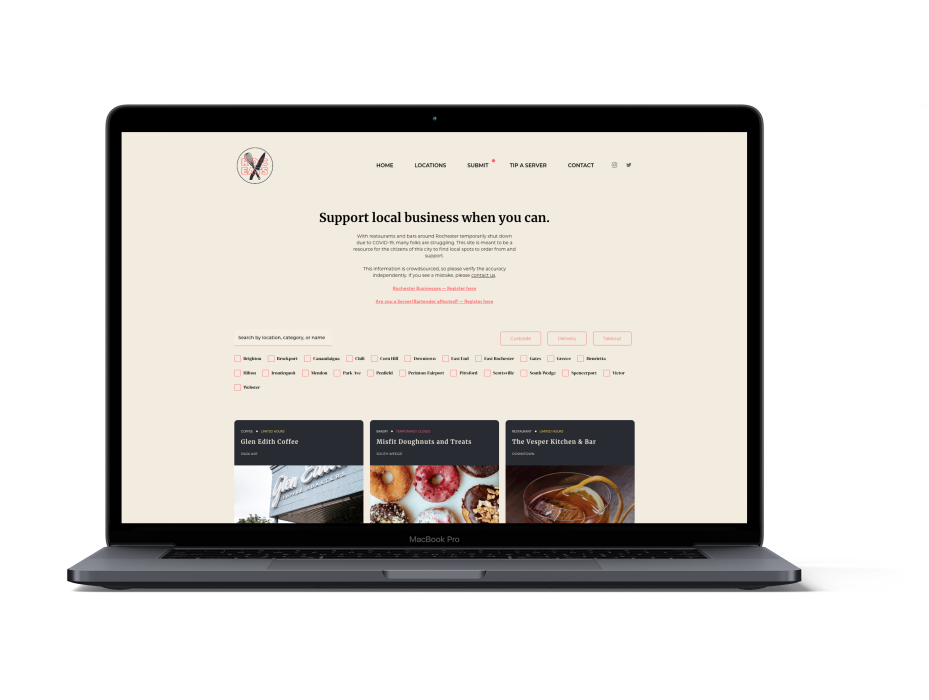 HOME LOCATIONS SUBMIT TIP A SERVER CONTACT
Support local business when you can.
With restaurants and bars around Rochester temporarily shut down
due to COVID-19, many folks are struggling. This site is meant to be a
resource for the citizens of this city to find local spots to order from and
support.
This information is crowdsourced, so please verify the accuracy
independently. If you see a mistake, please contact us.
Rochester Businesses — Register here
Are you a Server/Bartender affected? — Register here
Search by location, category, or name
Curbside Delivery Takeout
Brighton Brockport Canandaigua Chili Corn Hill Downtown East End East Rochester Gates Greece Henrietta
Hilton Irondequoit Mendon Park Ave Penfield Perinton/Fairport Pittsford Scottsville South Wedge Spencerport Victor
Webster
COFFEE LIMITED HOURS
Glen Edith Coffee
PARK AVE
BAKERY TEMPORARILY CLOSED
Misfit Doughnuts and Treats
SOUTH WEDGE
RESTAURANT LIMITED HOURS
The Vesper Kitchen & Bar
DOWNTOWN
Glen Edith
COFFEE ROASTERS
MacBook Pro